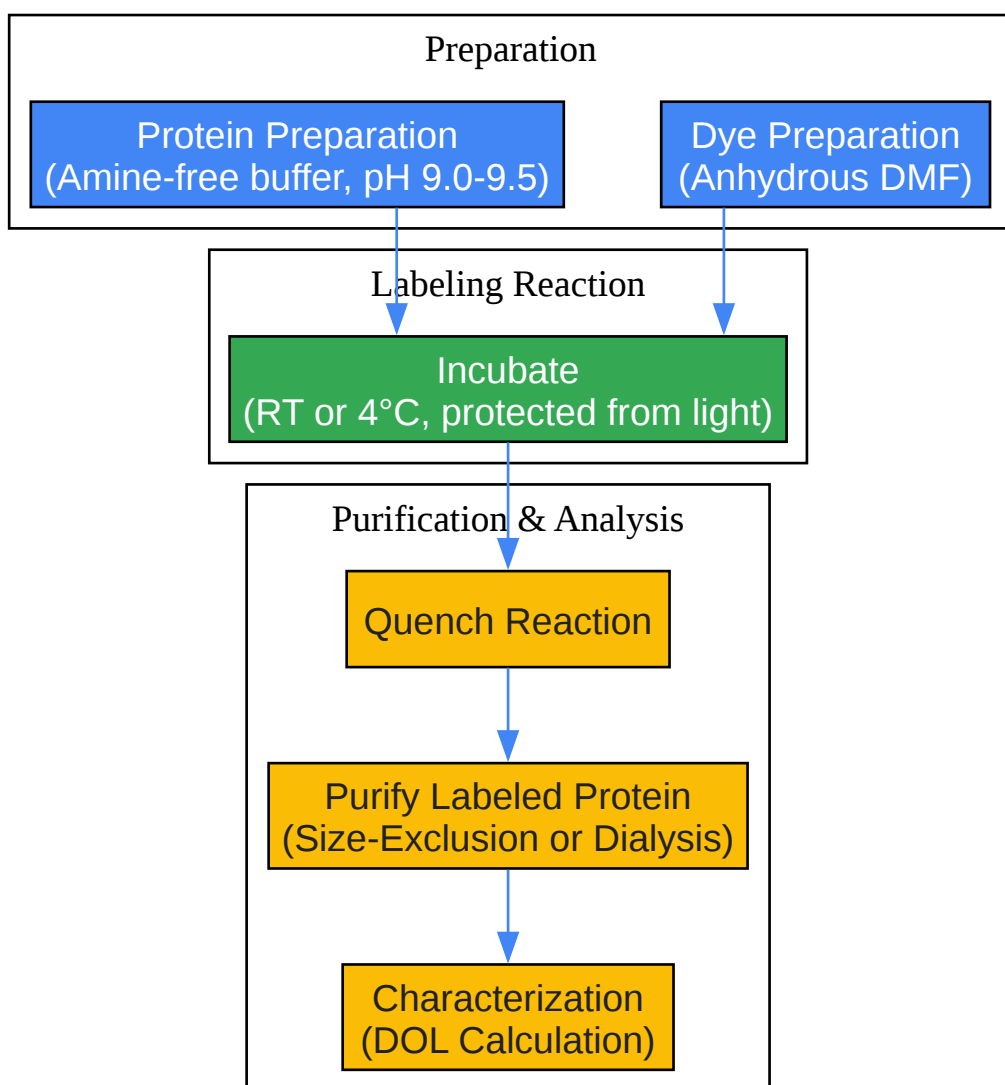 Preparation
Protein Preparation
(Amine-free buffer, pH 9.0-9.5)
Dye Preparation
(Anhydrous DMF)
Labeling Reaction
Incubate
(RT or 4°C, protected from light)
Purification & Analysis
Quench Reaction
Purify Labeled Protein
(Size-Exclusion or Dialysis)
Characterization
(DOL Calculation)